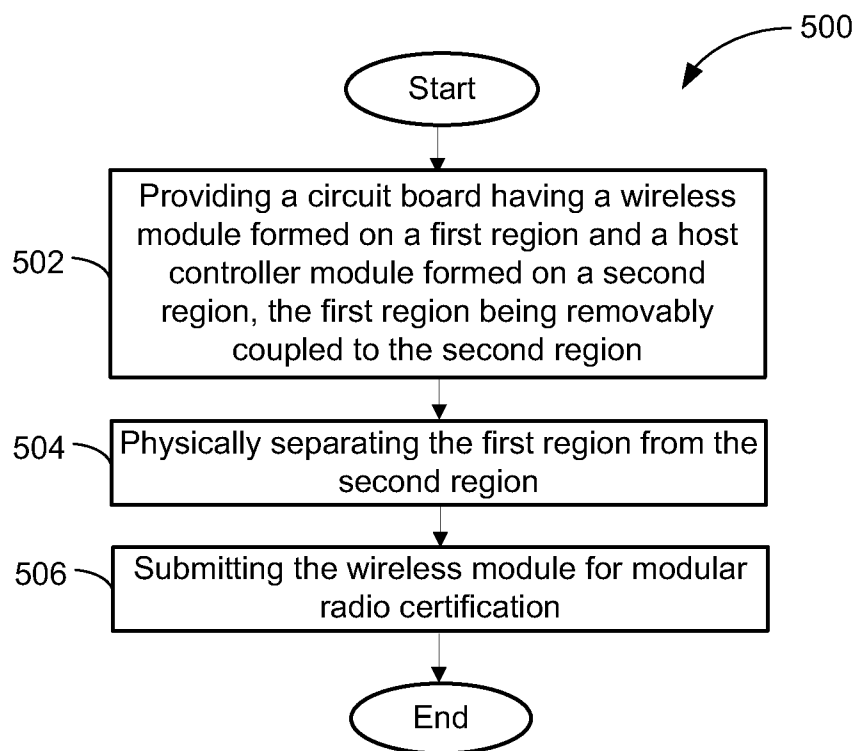 500
Start
502
Providing a circuit board having a wireless
module formed on a first region and a host
controller module formed on a second
region, the first region being removably
coupled to the second region
504
Physically separating the first region from the
second region
506
Submitting the wireless module for modular
radio certification
End